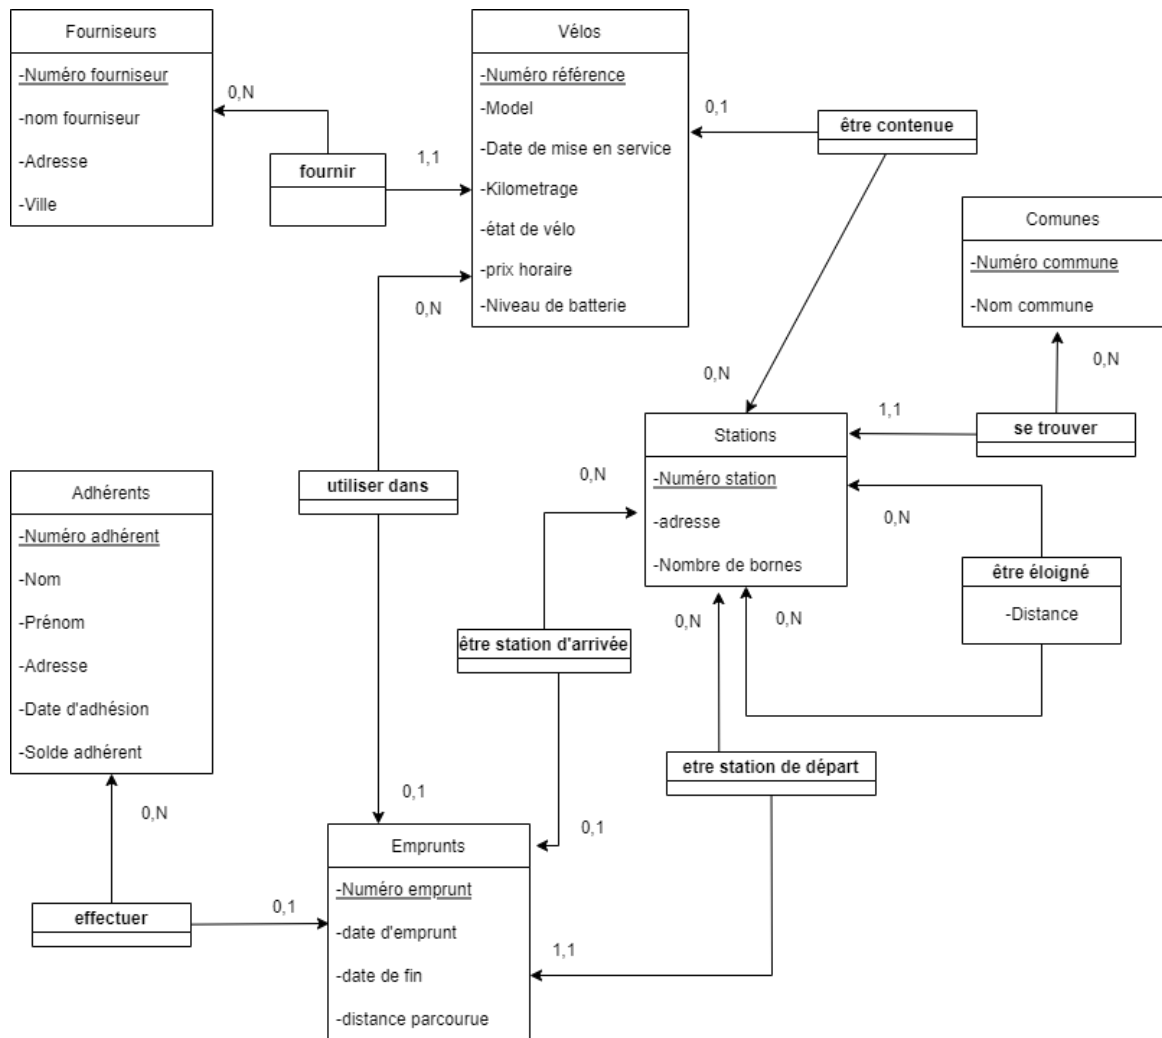 Fourniseurs
-Numéro fourniseur
-nom fourniseur
-Adresse
-Ville
0,N
fournir
1,1
Vélos
-Numéro référence
-Model
-Date de mise en service
-Kilometrage
-état de vélo
-prix horaire
-Niveau de batterie
0,1
être contenue
0,N
Comunes
-Numéro commune
-Nom commune
0,N
se trouver
1,1
0,N
utiliser dans
0,1
Stations
-Numéro station
-adresse
-Nombre de bornes
0,N
être éloigné
-Distance
0,N
0,N
être station d'arrivée
0,1
0,N
etre station de départ
1,1
Adhérents
-Numéro adhérent
-Nom
-Prénom
-Adresse
-Date d'adhésion
-Solde adhérent
0,N
effectuer
0,1
Emprunts
-Numéro emprunt
-date d'emprunt
-date de fin
-distance parcourue